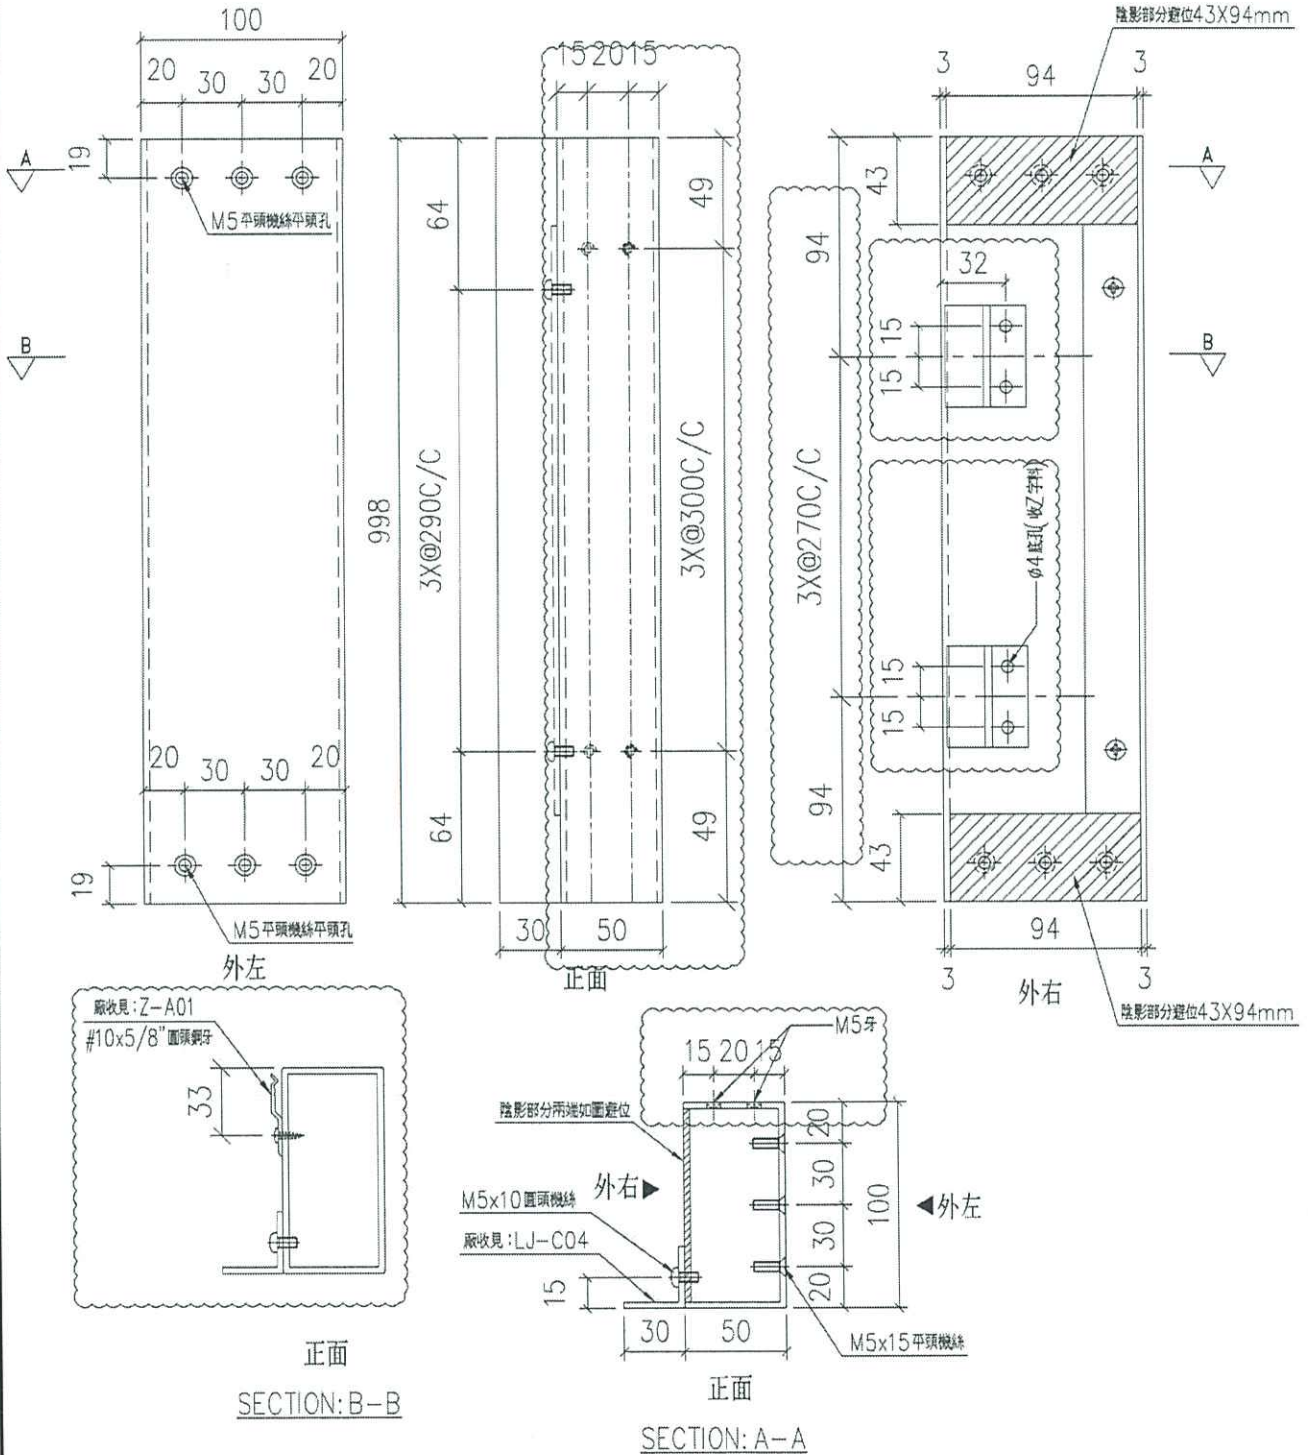 100
20
30
30
20
19
A
M5平頭機絲平頭孔
B
20
30
30
20
19
M5平頭機絲平頭孔
外左
15
20
15
64
49
998
3X@290C/C
3X@300C/C
64
49
30
50
正面
陰影部分避位43X94mm
3
94
3
A
43
94
32
15
15
B
3X@270C/C
φ4底孔(收Z字料)
15
15
94
43
94
3
3
外右
陰影部分避位43X94mm
廠收見:Z-A01
#10x5/8"圓頭鋼牙
33
正面
SECTION:B-B
M5牙
15
20
15
陰影部分兩端如圖避位
20
30
外右
M5x10圓頭機絲
100
外左
廠收見:LJ-C04
30
15
20
30
50
M5x15平頭機絲
正面
SECTION:A-A